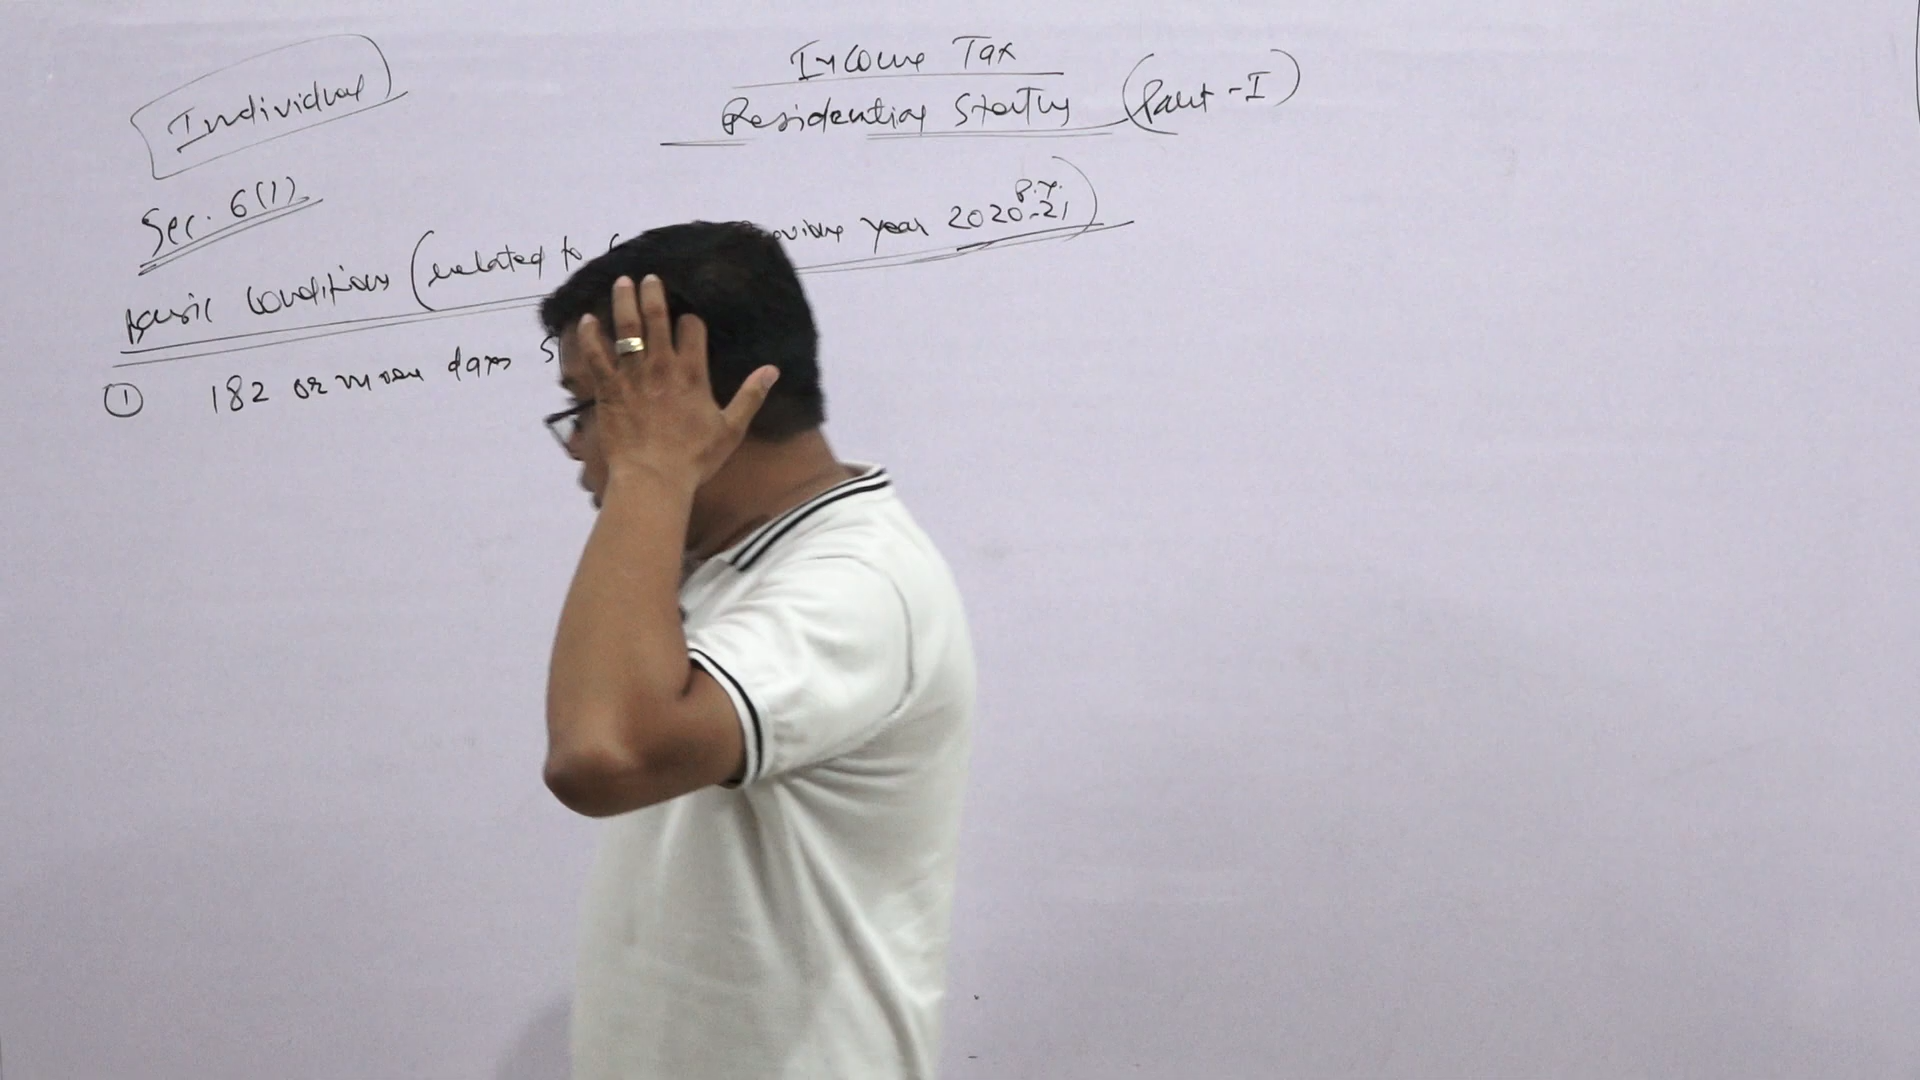 Income Tax
Residential Status (Part-I)
Individual
Sec. 6(1)
P.Y.
Basic Conditions (related to year 2020-21)
① 182 or more days